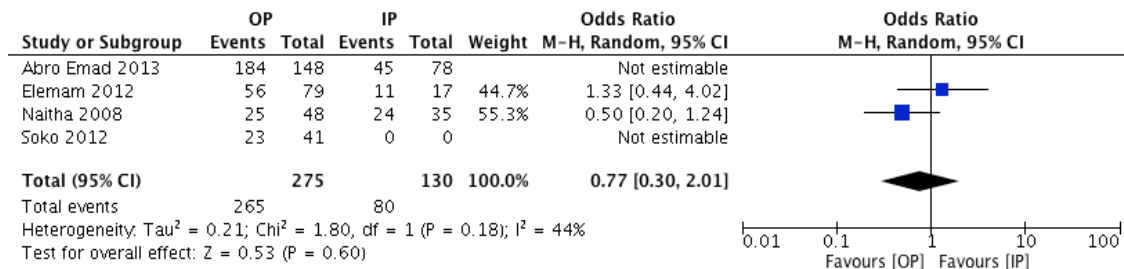 OP IP Odds Ratio Odds Ratio
Study or Subgroup Events Total Events Total Weight M-H, Random, 95% CI M-H, Random, 95% CI
Abro Emad 2013 184 148 45 78 Not estimable
Elemam 2012 56 79 11 17 44.7% 1.33 [0.44, 4.02]
Naitha 2008 25 48 24 35 55.3% 0.50 [0.20, 1.24]
Soko 2012 23 41 0 0 Not estimable
Total (95% CI) 275 130 100.0% 0.77 [0.30, 2.01]
Total events 265 80
Heterogeneity: Tau² = 0.21; Chi² = 1.80, df = 1 (P = 0.18); I² = 44%
Test for overall effect: Z = 0.53 (P = 0.60)
0.01 0.1 1 10 100
Favours [OP] Favours [IP]